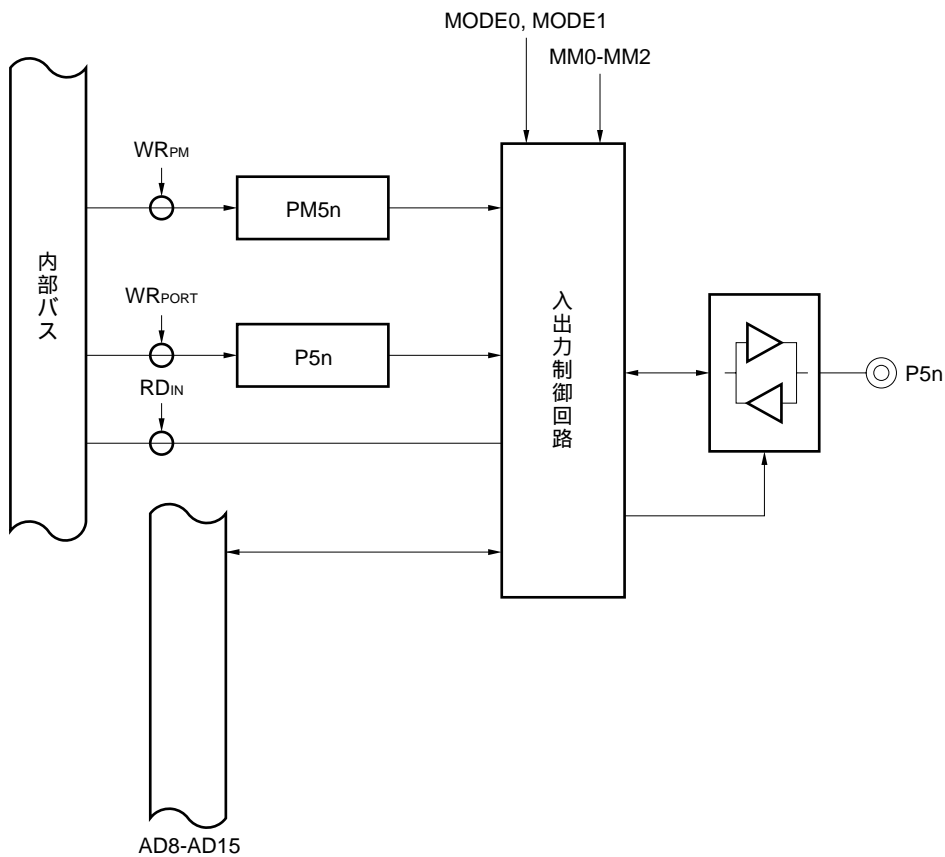 MODE0, MODE1
MM0-MM2
WRPM
PM5n
内部バス
WRPORT
P5n
RDIN
入出力制御回路
P5n
AD8-AD15